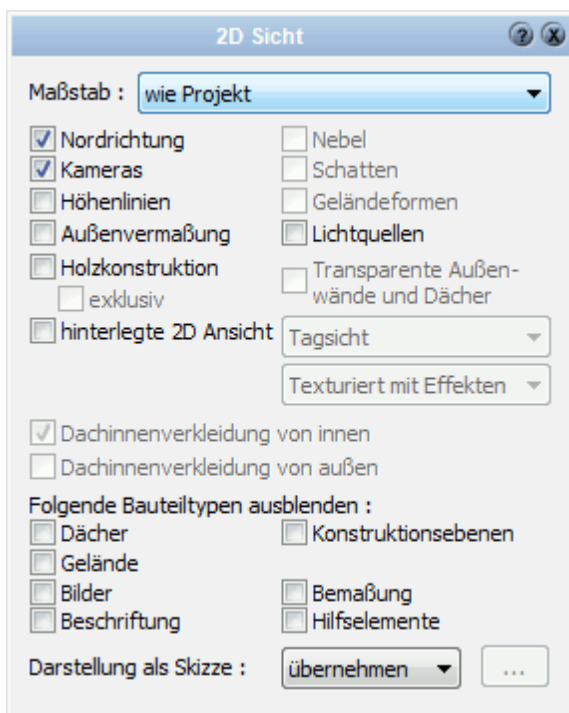 2D Sicht
Maßstab : wie Projekt
Nordrichtung Nebel
Kameras Schatten
Höhenlinien Geländeformen
Außenvermaßung Lichtquellen
Holzkonstruktion Transparente Außen-
exklusiv wände und Dächer
hinterlegte 2D Ansicht Tagsicht
Texturiert mit Effekten
Dachinnenverkleidung von innen
Dachinnenverkleidung von außen
Folgende Bauteiltypen ausblenden :
Dächer Konstruktionsebenen
Gelände
Bilder Bemaßung
Beschriftung Hilfselemente
Darstellung als Skizze : übernehmen ...